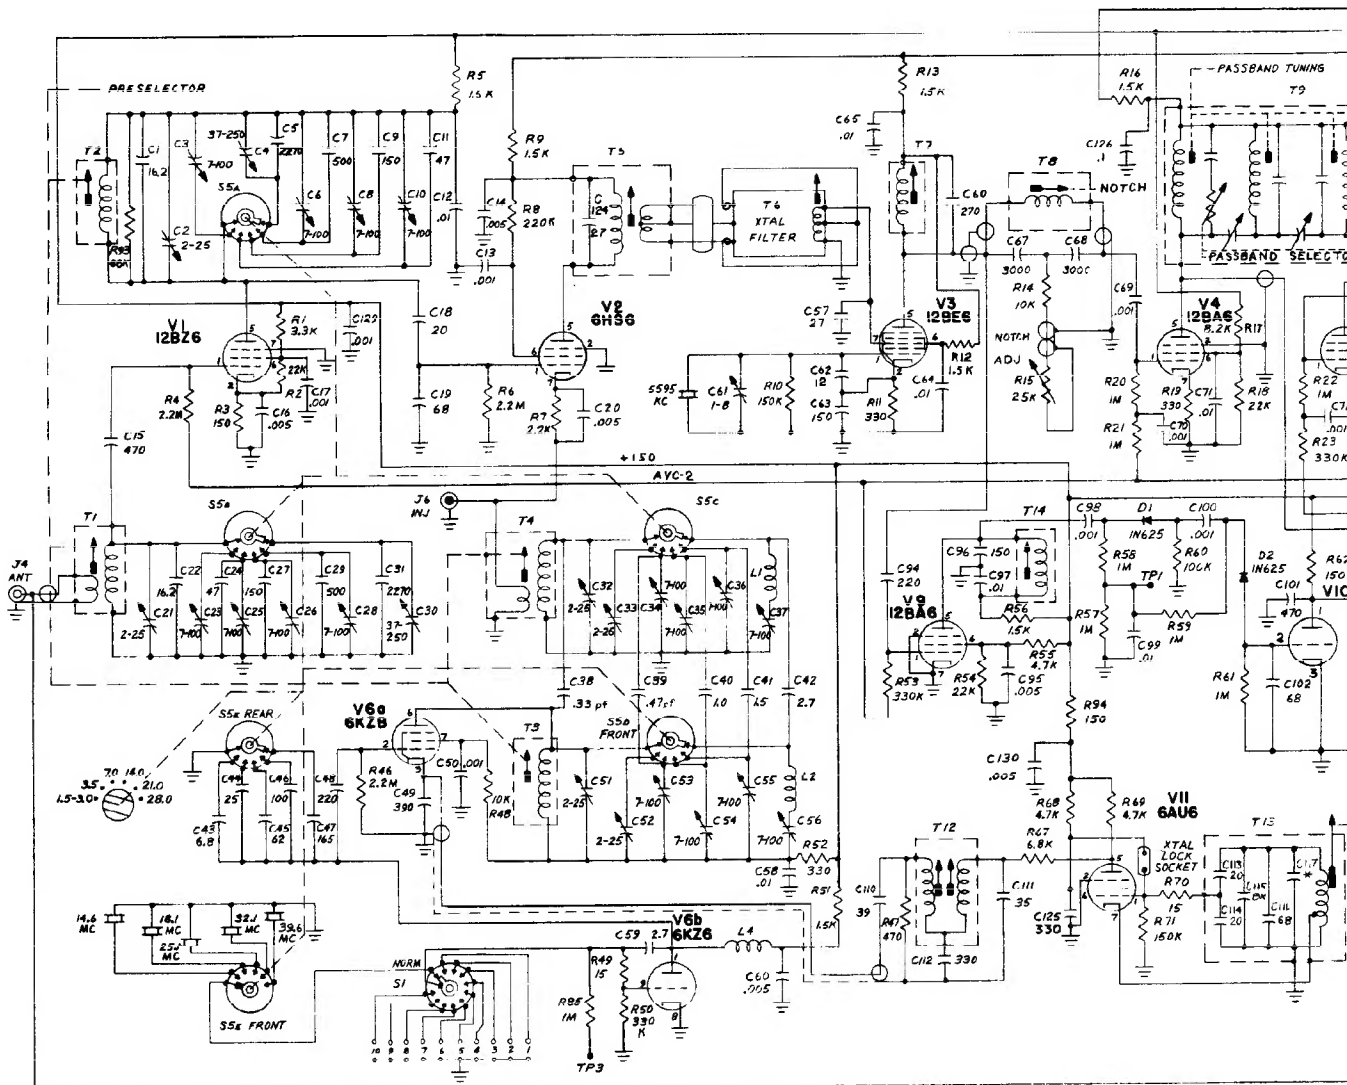 PRESELECTOR
T2
C1
16.2
R93
68K
C3
7-100
C2
2-25
37-250
C4
C5
2270
S5A
C6
7-100
C7
500
C8
7-100
C9
150
C10
7-100
C11
47
C12
.01
R5
1.5K
R9
1.5K
R8
220K
C14
.005
C13
.001
T5
C
124
27
T6
XTAL
FILTER
C65
.01
R13
1.5K
T7
C60
270
T8
NOTCH
C67
3000
C68
3000
R14
10K
NOTCH
ADJ
R15
25K
R16
1.5K
C126
.1
PASSBAND TUNING
T9
PASSBAND SELECTO
V1
12BZ6
R1
3.3K
22K
R2
C17
.001
C129
.001
R3
150
C16
.005
R4
2.2M
C15
470
C18
20
C19
68
R6
2.2M
V2
6HS6
R7
2.2K
C20
.005
C57
27
5595
KC
C61
1-8
R10
150K
C62
12
C63
150
R11
330
V3
12BE6
R12
1.5K
C64
.01
C69
.001
R20
1M
R21
1M
C70
.001
V4
12BA6
8.2K
R17
R19
330
C71
.01
R18
22K
R22
1M
R23
330K
.001
+150
AVC-2
J6
INJ
J4
ANT
T1
S5B
C21
2-25
C22
16.2
C23
7-100
C24
47
C25
7-100
C27
150
C26
7-100
C29
500
C28
7-100
C31
2270
C30
37-250
T4
S5C
C32
2-25
C33
2-25
7-100
C34
C35
7-100
C36
7-100
L1
C37
7-100
C38
.33 pf
C39
.47 pf
C40
1.0
C41
1.5
C42
2.7
C94
220
V9
12BA6
R53
330K
C96
150
C97
.01
T14
R56
1.5K
R55
4.7K
R54
22K
C95
.005
C98
.001
D1
1N625
C100
.001
R58
1M
TP1
R60
100K
R57
1M
R59
1M
C99
.01
D2
1N625
C101
470
R62
150
V10
R61
1M
C102
68
R94
150
S5E REAR
7.0 14.0
3.5
21.0
1.5-3.0
28.0
C44
25
C46
100
C48
220
C43
6.8
C45
62
C47
165
V6a
6KZ8
R46
2.2M
C49
390
C50
.001
10K
R48
T3
S5D
FRONT
C51
2-25
C52
2-25
C53
7-100
C54
7-100
C55
7-100
L2
C56
7-100
C58
.01
R52
330
R51
1.5K
C130
.005
R68
4.7K
R69
4.7K
V11
6AU6
R67
6.8K
XTAL
LOCK
SOCKET
R70
15
R71
150K
T13
C113
20
C114
20
C115
C116
68
C117
*
C125
330
T12
C110
39
R47
470
C111
35
C112
330
14.6
MC
18.1
MC
25.1
MC
32.1
MC
39.6
MC
S5E FRONT
NORM
S1
10 9 8 7 6 5 4 3 2 1
C59
2.7
R49
15
R85
1M
R50
330
K
TP3
V6b
6KZ6
L4
C60
.005